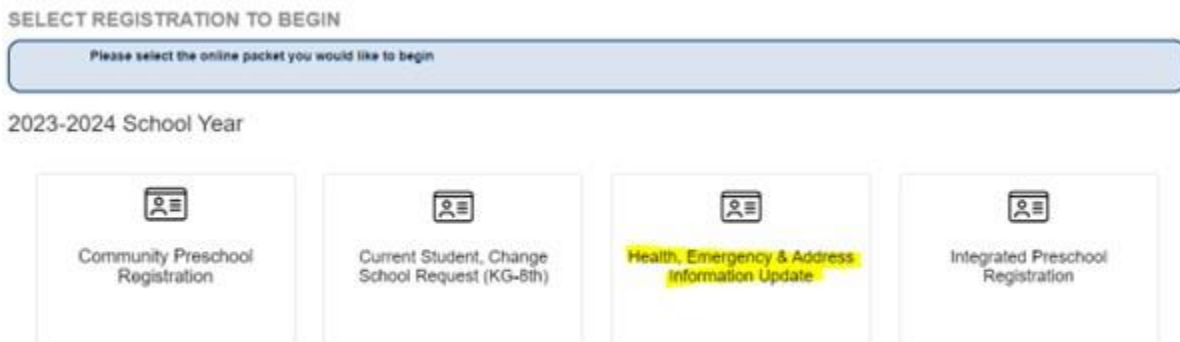 SELECT REGISTRATION TO BEGIN
Please select the online packet you would like to begin
2023-2024 School Year
Community Preschool
Registration
Current Student, Change
School Request (KG-8th)
Health, Emergency & Address
Information Update
Integrated Preschool
Registration